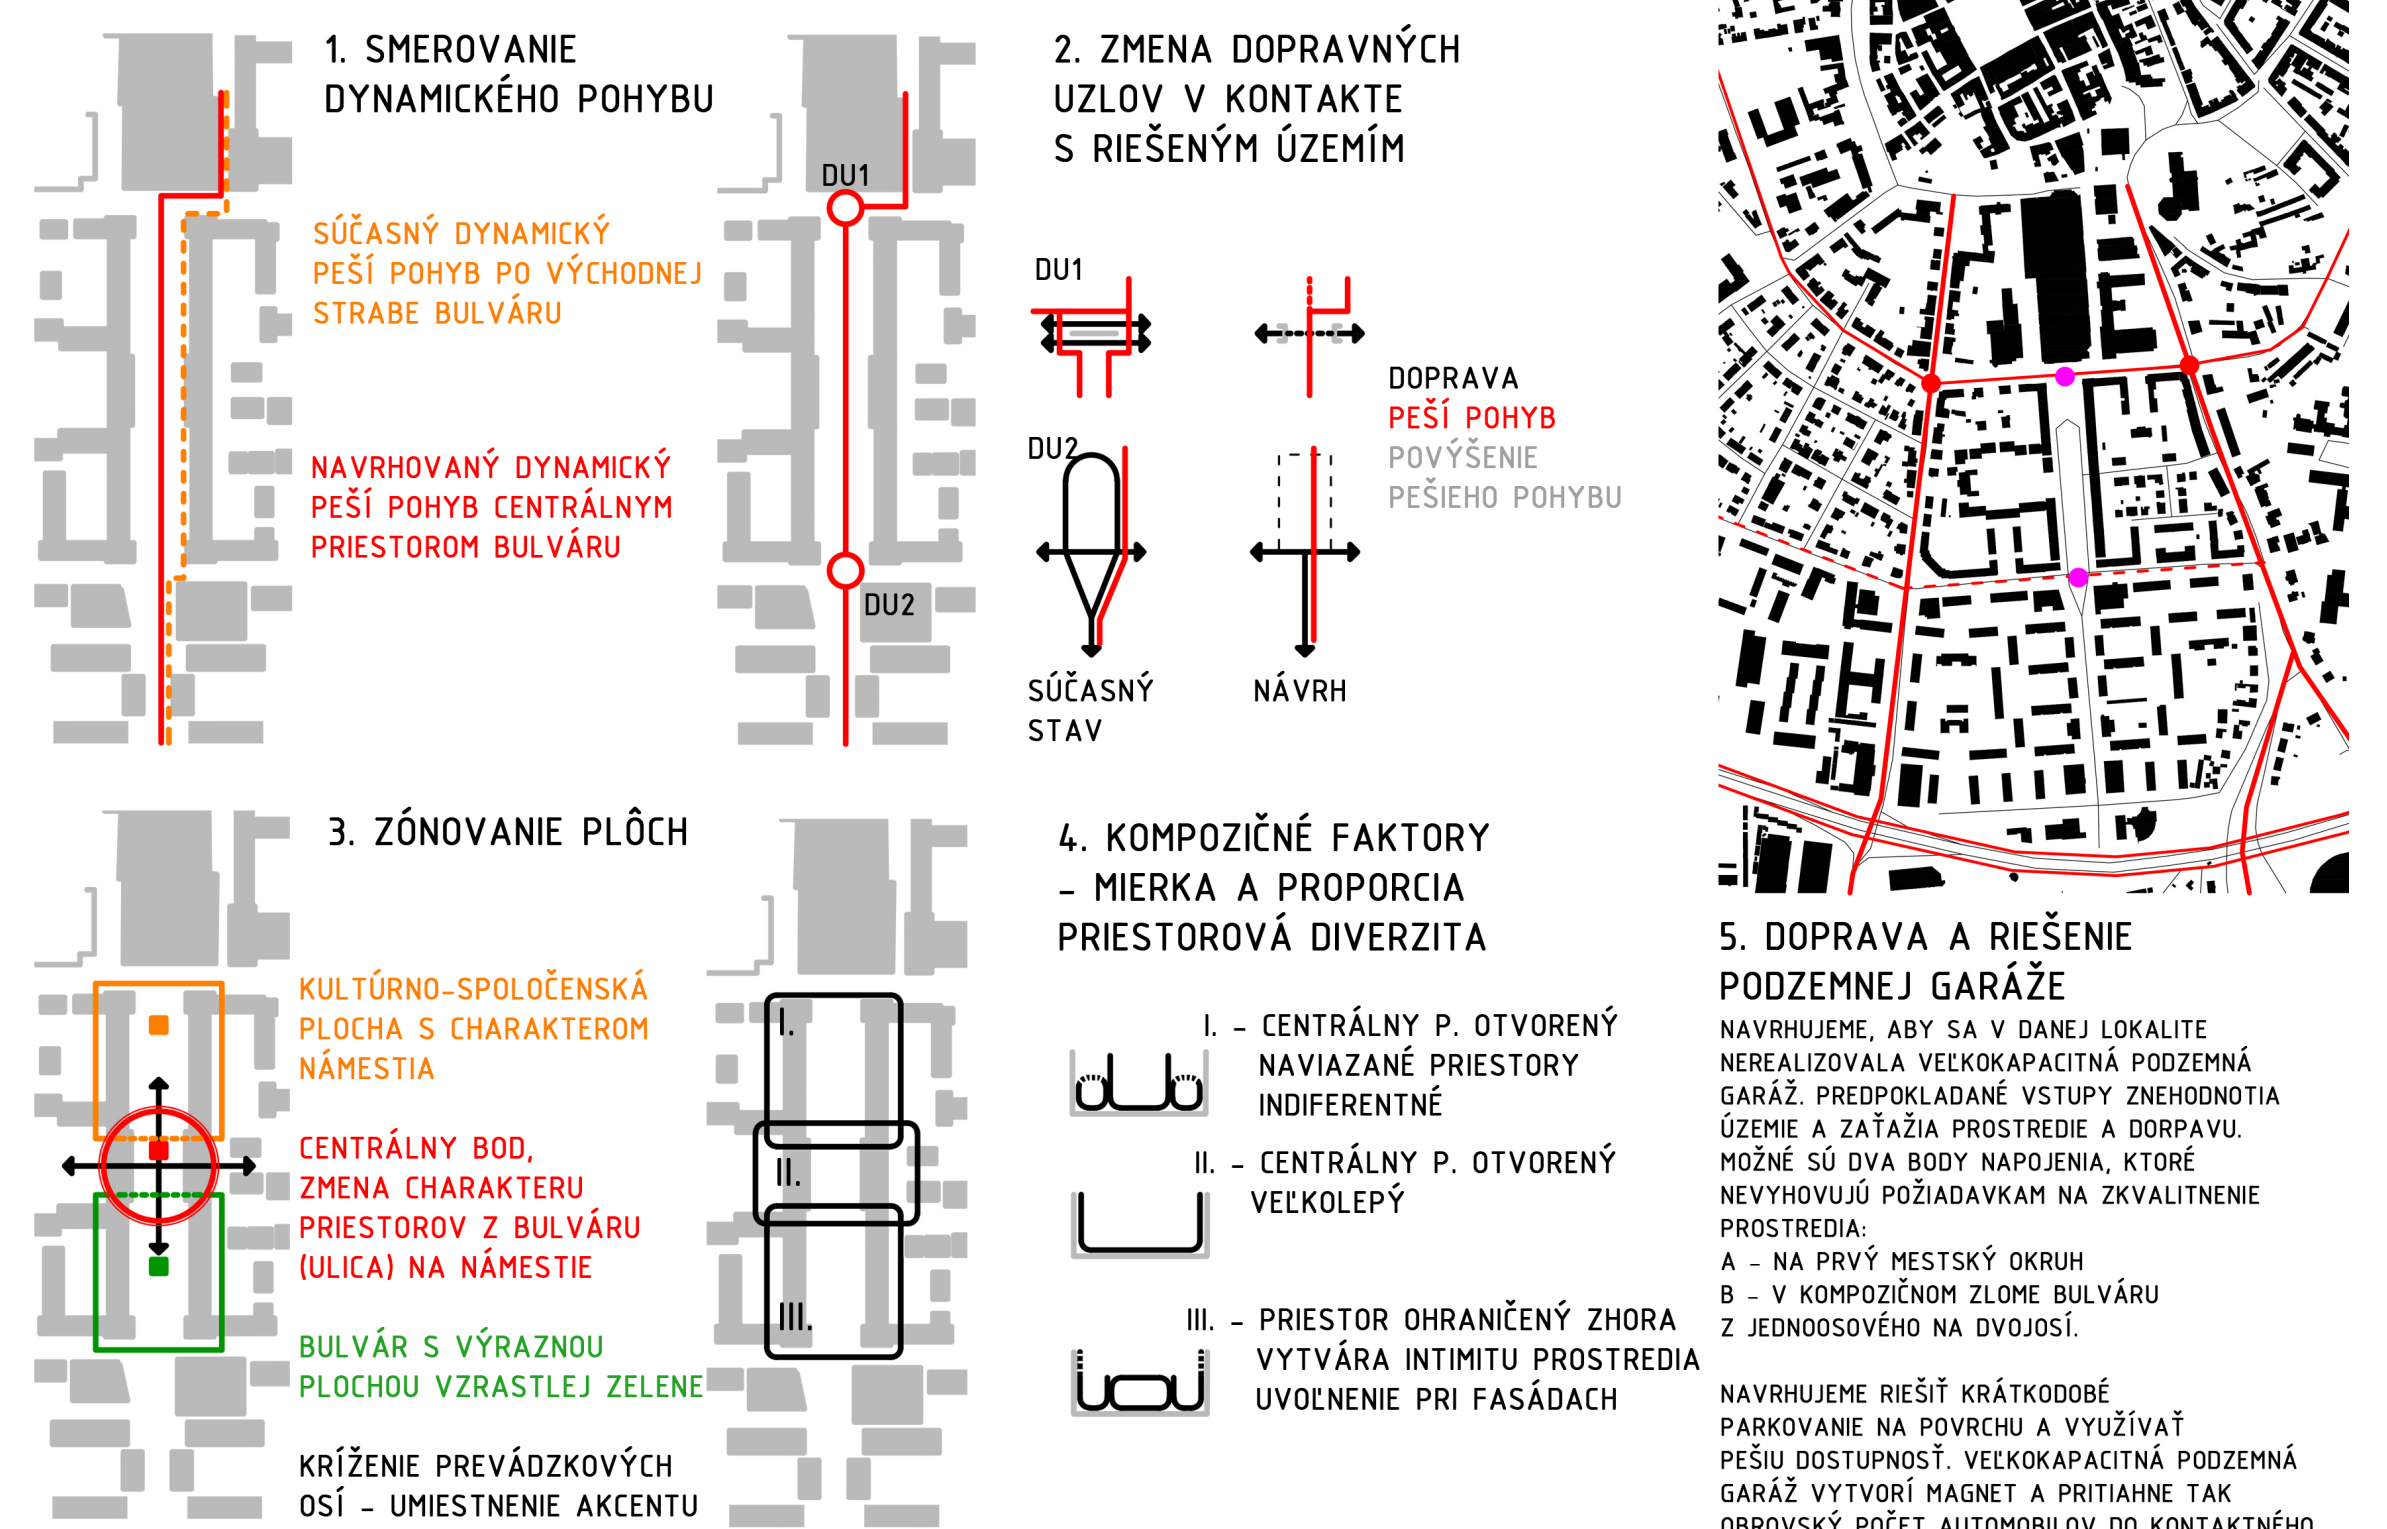 1. SMEROVANIE
DYNAMICKÉHO POHYBU
SÚČASNÝ DYNAMICKÝ
PEŠÍ POHYB PO VÝCHODNEJ
STRABE BULVÁRU
NAVRHOVANÝ DYNAMICKÝ
PEŠÍ POHYB CENTRÁLNYM
PRIESTOROM BULVÁRU
DU1
DU2
2. ZMENA DOPRAVNÝCH
UZLOV V KONTAKTE
S RIEŠENÝM ÚZEMÍM
DU1
DU2
DOPRAVA
PEŠÍ POHYB
POVÝŠENIE
PEŠIEHO POHYBU
SÚČASNÝ
STAV
NÁVRH
3. ZÓNOVANIE PLÔCH
KULTÚRNO-SPOLOČENSKÁ
PLOCHA S CHARAKTEROM
NÁMESTIA
CENTRÁLNY BOD,
ZMENA CHARAKTERU
PRIESTOROV Z BULVÁRU
(ULICA) NA NÁMESTIE
BULVÁR S VÝRAZNOU
PLOCHOU VZRASTLEJ ZELENE
KRÍŽENIE PREVÁDZKOVÝCH
OSÍ - UMIESTNENIE AKCENTU
I.
II.
III.
4. KOMPOZIČNÉ FAKTORY
- MIERKA A PROPORCIA
PRIESTOROVÁ DIVERZITA
I. - CENTRÁLNY P. OTVORENÝ
NAVIAZANÉ PRIESTORY
INDIFERENTNÉ
II. - CENTRÁLNY P. OTVORENÝ
VEĽKOLEPÝ
III. - PRIESTOR OHRANIČENÝ ZHORA
VYTVÁRA INTIMITU PROSTREDIA
UVOĽNENIE PRI FASÁDACH
5. DOPRAVA A RIEŠENIE
PODZEMNEJ GARÁŽE
NAVRHUJEME, ABY SA V DANEJ LOKALITE
NEREALIZOVALA VEĽKOKAPACITNÁ PODZEMNÁ
GARÁŽ. PREDPOKLADANÉ VSTUPY ZNEHODNOTIA
ÚZEMIE A ZAŤAŽIA PROSTREDIE A DORPAVU.
MOŽNÉ SÚ DVA BODY NAPOJENIA, KTORÉ
NEVYHOVUJÚ POŽIADAVKAM NA ZKVALITNENIE
PROSTREDIA:
A - NA PRVÝ MESTSKÝ OKRUH
B - V KOMPOZIČNOM ZLOME BULVÁRU
Z JEDNOOSOVÉHO NA DVOJOSÍ.
NAVRHUJEME RIEŠIŤ KRÁTKODOBÉ
PARKOVANIE NA POVRCHU A VYUŽÍVAŤ
PEŠIU DOSTUPNOSŤ. VEĽKOKAPACITNÁ PODZEMNÁ
GARÁŽ VYTVORÍ MAGNET A PRITIAHNE TAK
OBROVSKÝ POČET AUTOMOBILOV DO KONTAKTNÉHO